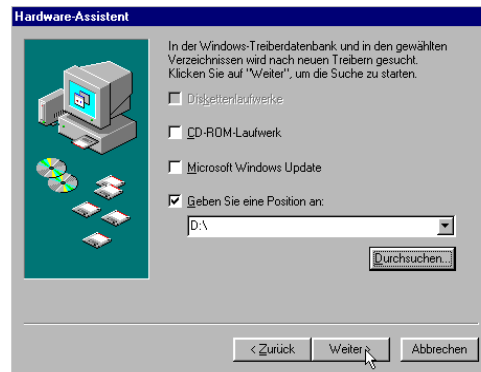 Hardware-Assistent
In der Windows-Treiberdatenbank und in den gewählten
Verzeichnissen wird nach neuen Treibern gesucht.
Klicken Sie auf "Weiter", um die Suche zu starten.
Diskettenlaufwerke
CD-ROM-Laufwerk
Microsoft Windows Update
Geben Sie eine Position an:
D:\
Durchsuchen...
< Zurück Weiter > Abbrechen